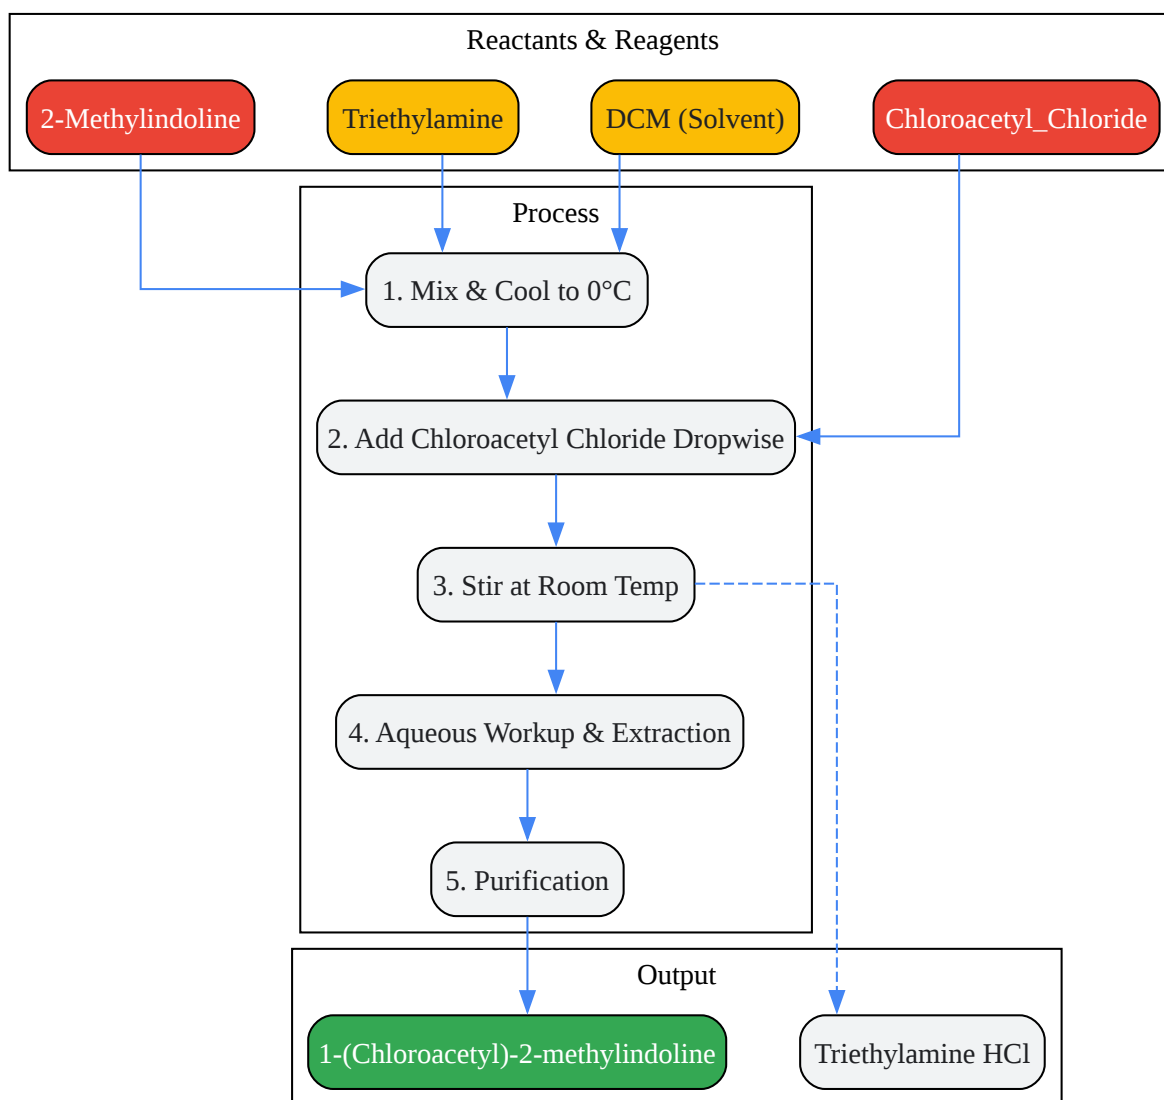 Reactants & Reagents
2-Methylindoline
Triethylamine
DCM (Solvent)
Chloroacetyl_Chloride
Process
1. Mix & Cool to 0°C
2. Add Chloroacetyl Chloride Dropwise
3. Stir at Room Temp
4. Aqueous Workup & Extraction
5. Purification
Output
1-(Chloroacetyl)-2-methylindoline
Triethylamine HCl